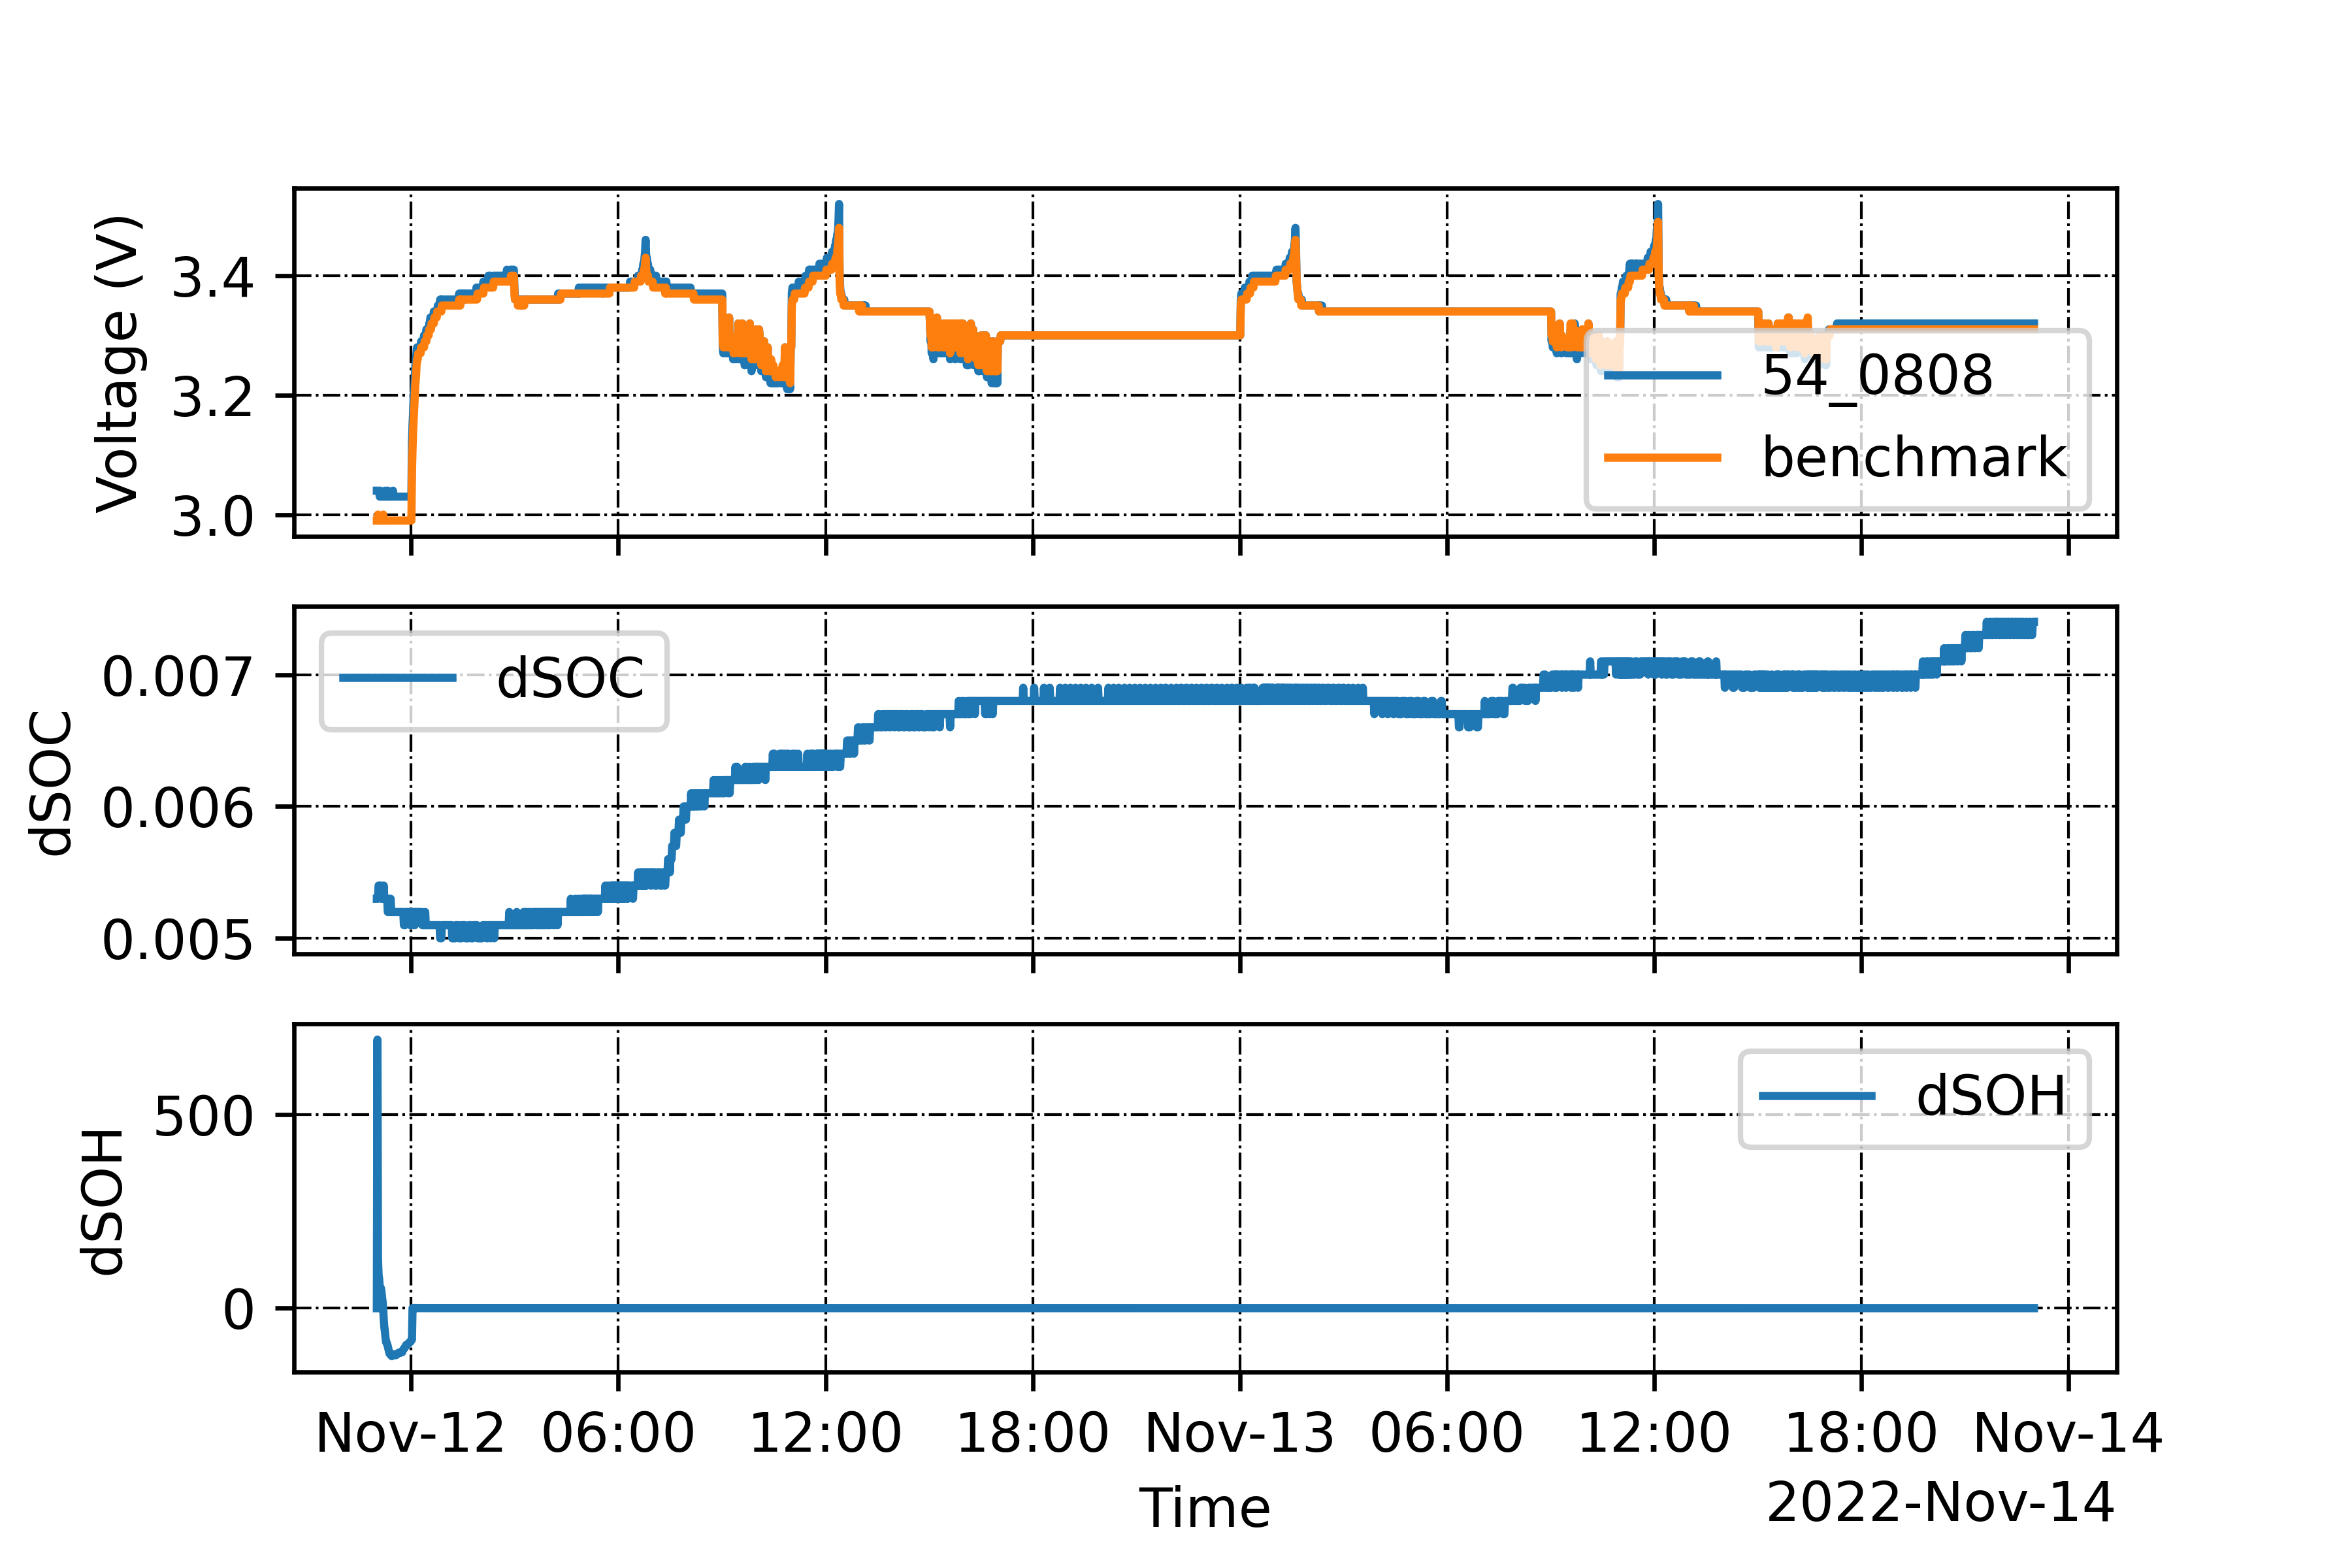 Voltage (V)
3.4
3.2
3.0
54_0808
benchmark
dSOC
0.007
0.006
0.005
dSOC
dSOH
500
0
dSOH
Nov-12 06:00 12:00 18:00 Nov-13 06:00 12:00 18:00 Nov-14
Time
2022-Nov-14